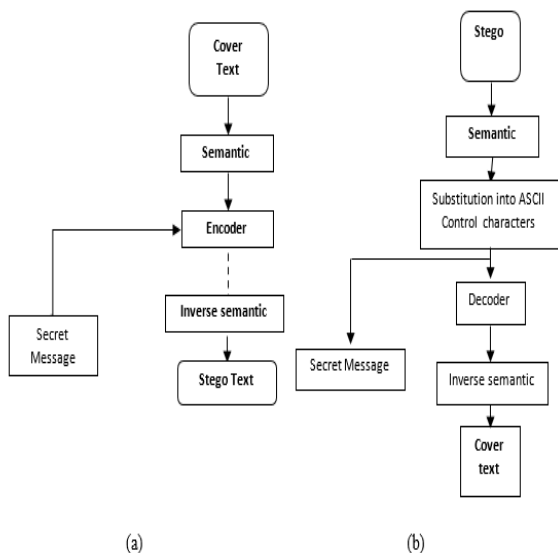 Cover
Text
Semantic
Encoder
Secret
Message
Inverse semantic
Stego Text
(a)
Stego
Semantic
Substitution into ASCII
Control characters
Decoder
Secret Message
Inverse semantic
Cover
text
(b)